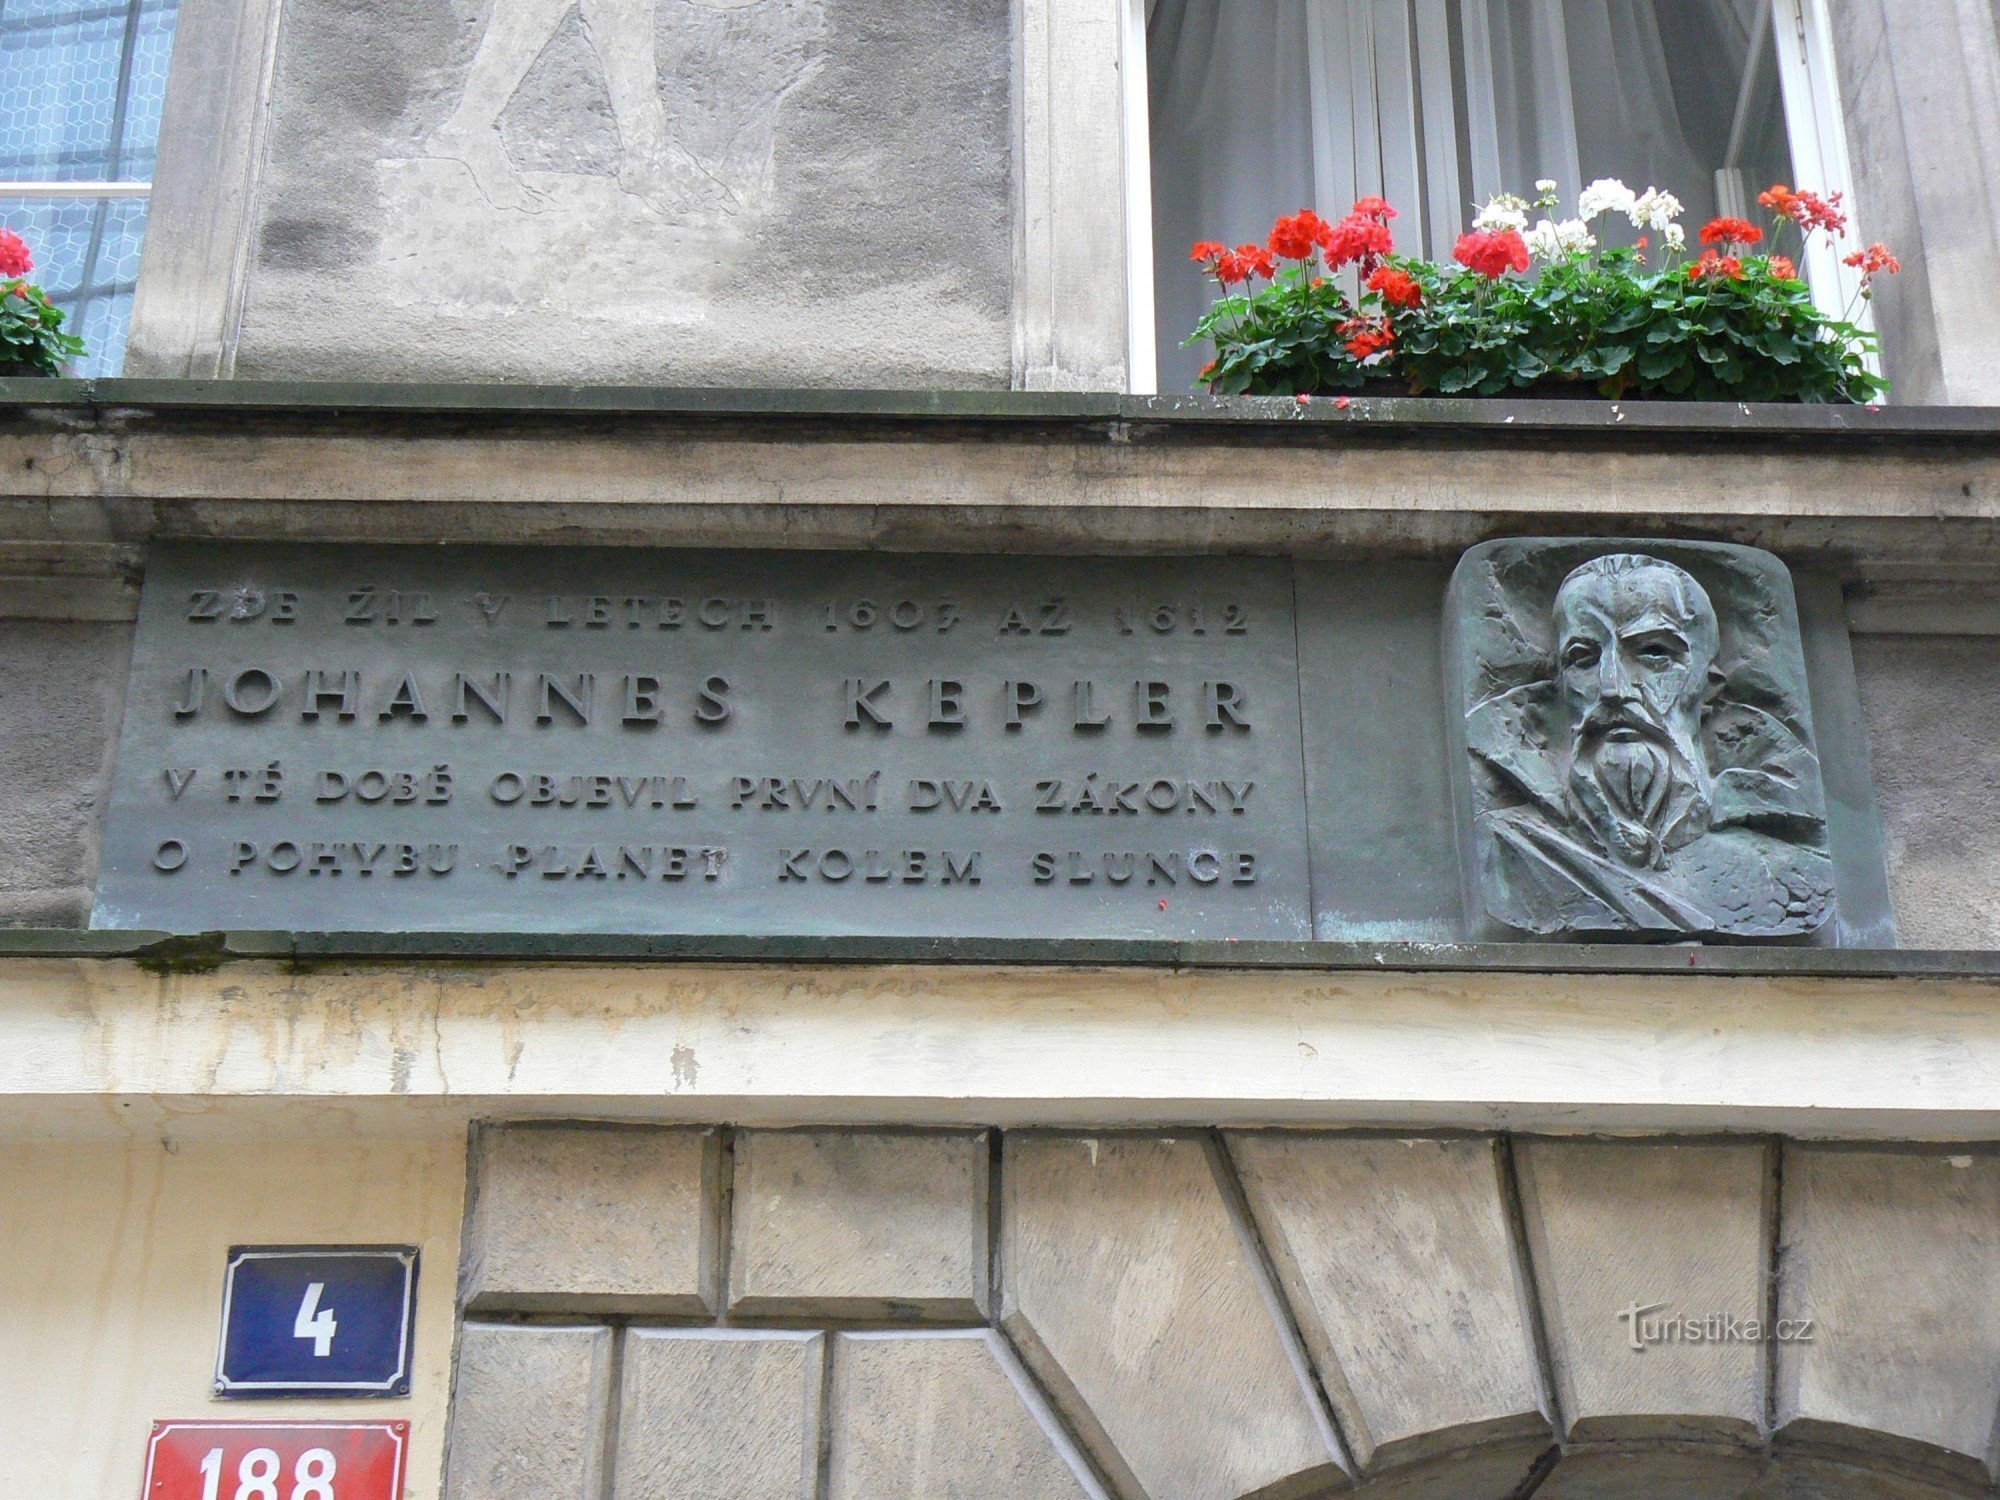 ZDE ŽIL V LETECH 1607 AŽ 1612
JOHANNES KEPLER
V TÉ DOBĚ OBJEVIL PRVNÍ DVA ZÁKONY
O POHYBU PLANET KOLEM SLUNCE
4
188
Turistika.cz